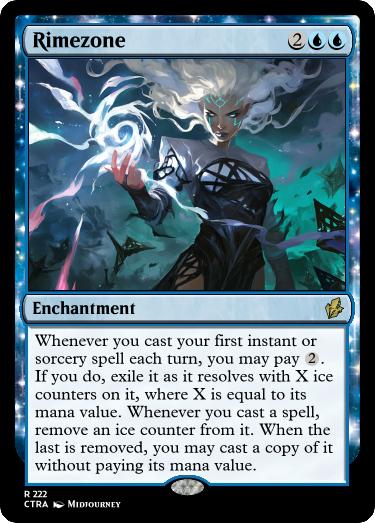 Rimezone 2
Enchantment
Whenever you cast your first instant or
sorcery spell each turn, you may pay 2.
If you do, exile it as it resolves with X ice
counters on it, where X is equal to its
mana value. Whenever you cast a spell,
remove an ice counter from it. When the
last is removed, you may cast a copy of it
without paying its mana value.
R 222
CTRA Midjourney